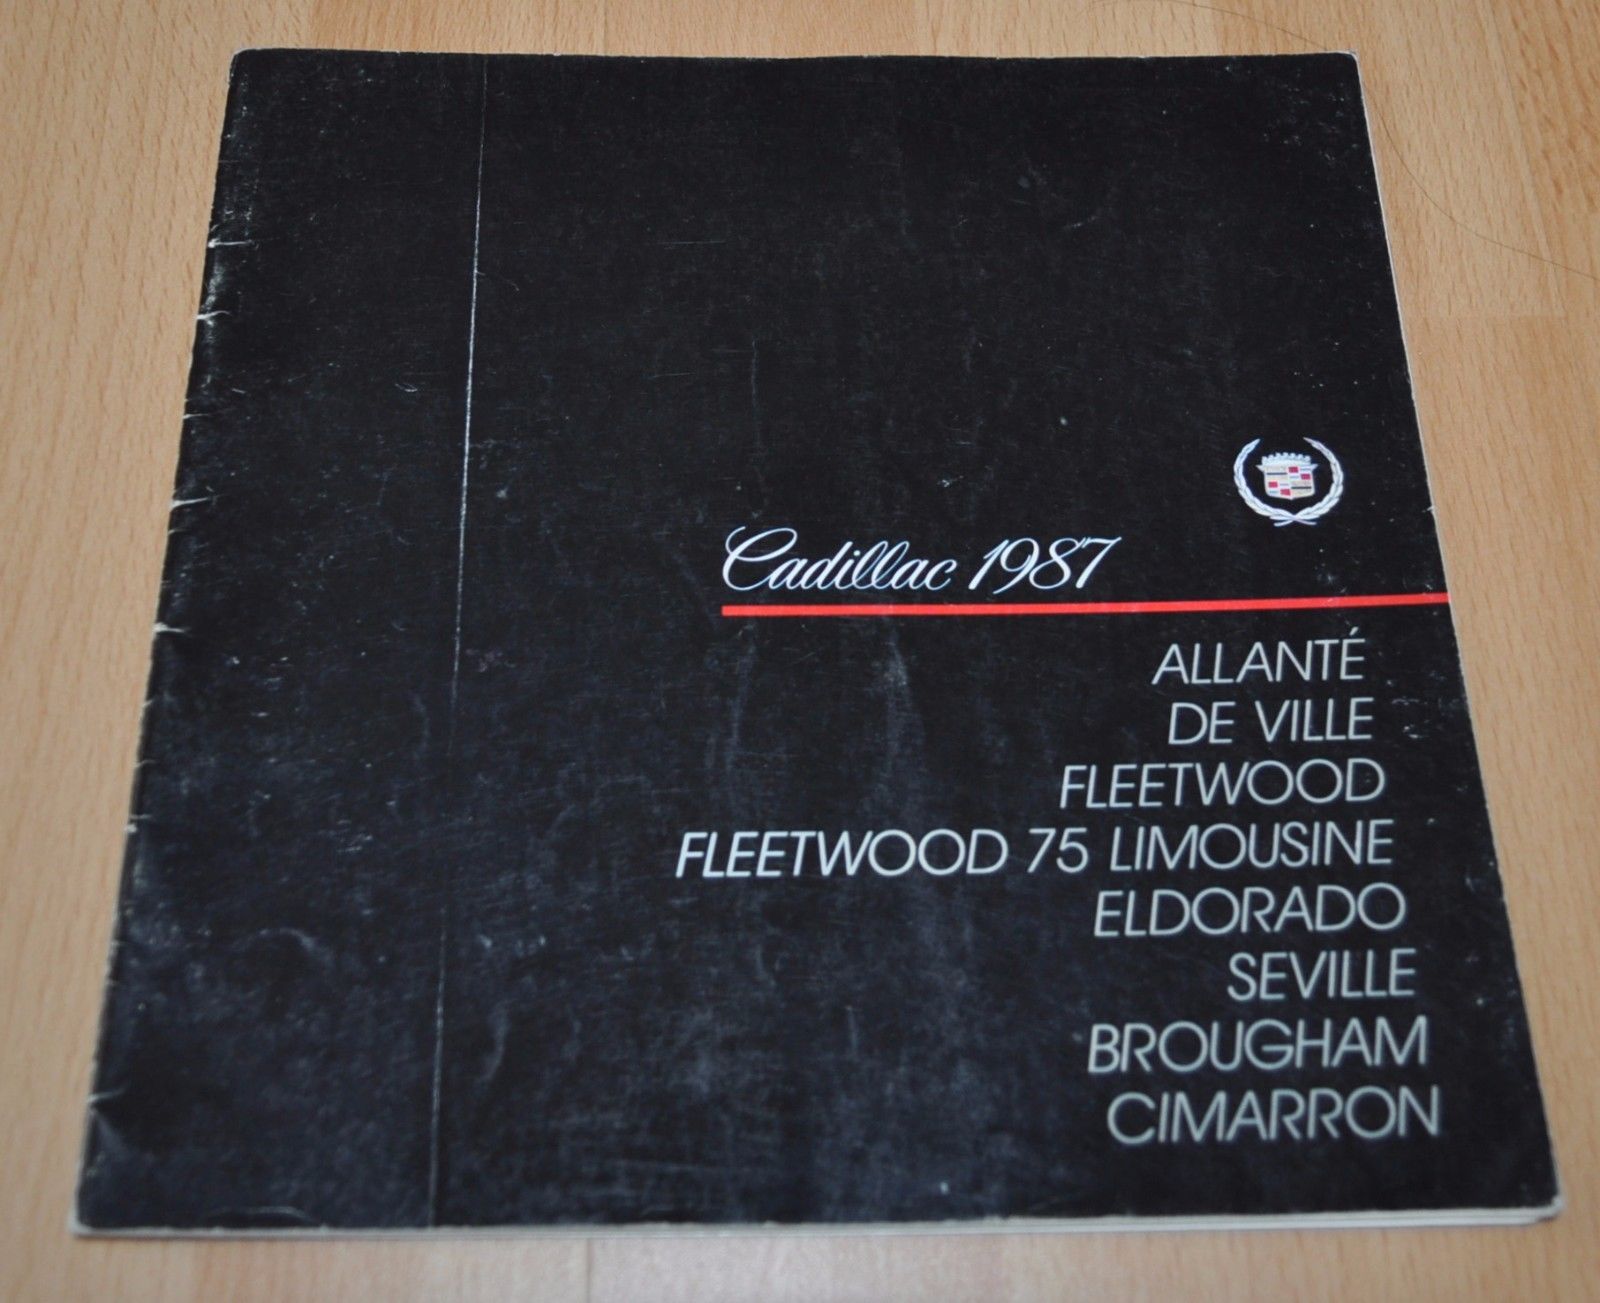 Cadillac 1987
ALLANTÉ
DE VILLE
FLEETWOOD
FLEETWOOD 75 LIMOUSINE
ELDORADO
SEVILLE
BROUGHAM
CIMARRON